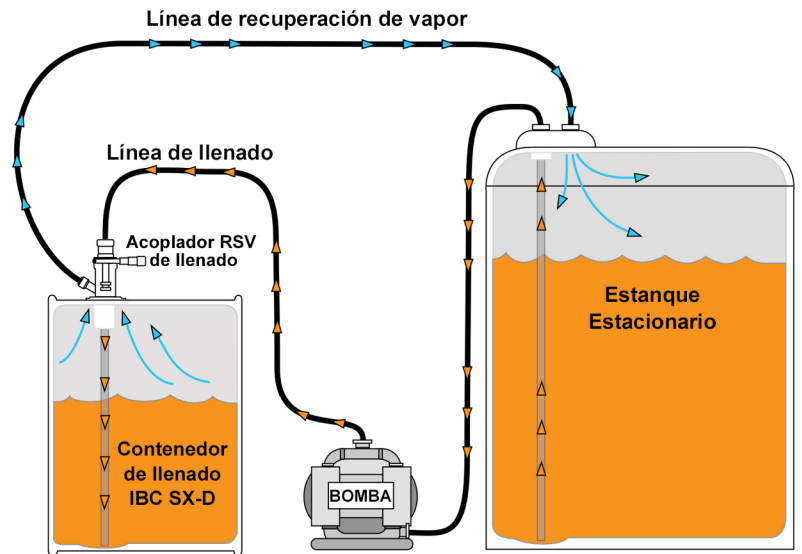 Línea de recuperación de vapor
Línea de llenado
Acoplador RSV
de llenado
Estanque
Estacionario
Contenedor
de llenado
IBC SX-D
BOMBA